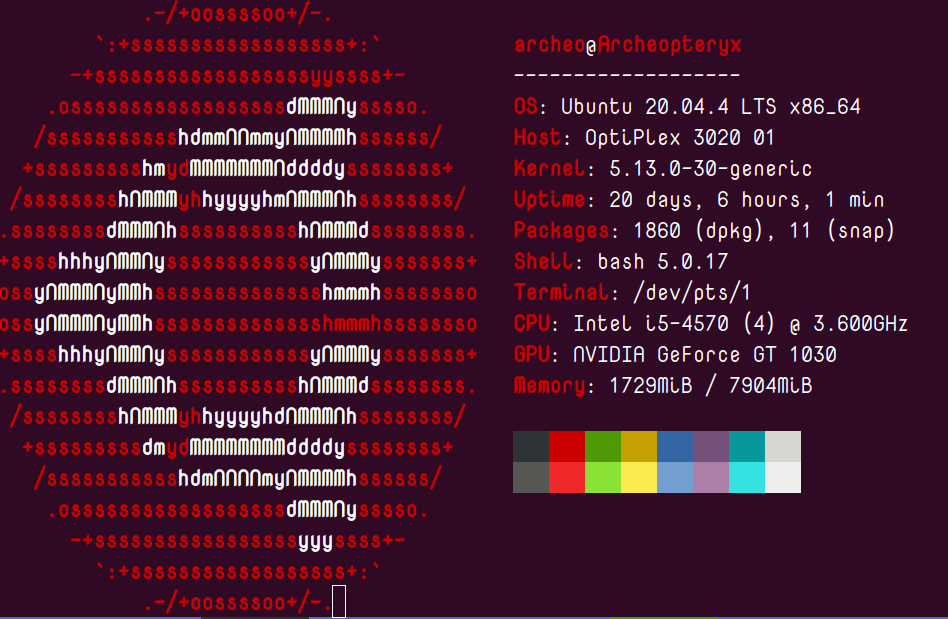 .-/+oossssoo+/-.
`:+ssssssssssssssssss+:`
-+ssssssssssssssssssyyssss+-
.ossssssssssssssssssdMMMNysssso.
/ssssssssssshdmmNNmmyNMMMMhssssss/
+ssssssssshmydMMMMMMMNddddyssssssss+
/sssssssshNMMMyhhyyyyhmNMMMNhssssssss/
.ssssssssdMMMNhsssssssssshNMMMdssssssss.
+sssshhhyNMMNyssssssssssssyNMMMysssssss+
ossyNMMMNyMMhsssssssssssssshmmmhssssssso
ossyNMMMNyMMhsssssssssssssshmmmhssssssso
+sssshhhyNMMNyssssssssssssyNMMMysssssss+
.ssssssssdMMMNhsssssssssshNMMMdssssssss.
/sssssssshNMMMyhhyyyyhdNMMMNhssssssss/
+sssssssssdmydMMMMMMMMddddyssssssss+
/ssssssssssshdmNNNNmyNMMMMhssssss/
.ossssssssssssssssssdMMMNysssso.
-+sssssssssssssssssyyyssss+-
`:+ssssssssssssssssss+:`
.-/+oossssoo+/-.
archeo@Archeopteryx
-------------------
OS: Ubuntu 20.04.4 LTS x86_64
Host: OptiPlex 3020 01
Kernel: 5.13.0-30-generic
Uptime: 20 days, 6 hours, 1 min
Packages: 1860 (dpkg), 11 (snap)
Shell: bash 5.0.17
Terminal: /dev/pts/1
CPU: Intel i5-4570 (4) @ 3.600GHz
GPU: NVIDIA GeForce GT 1030
Memory: 1729MiB / 7904MiB